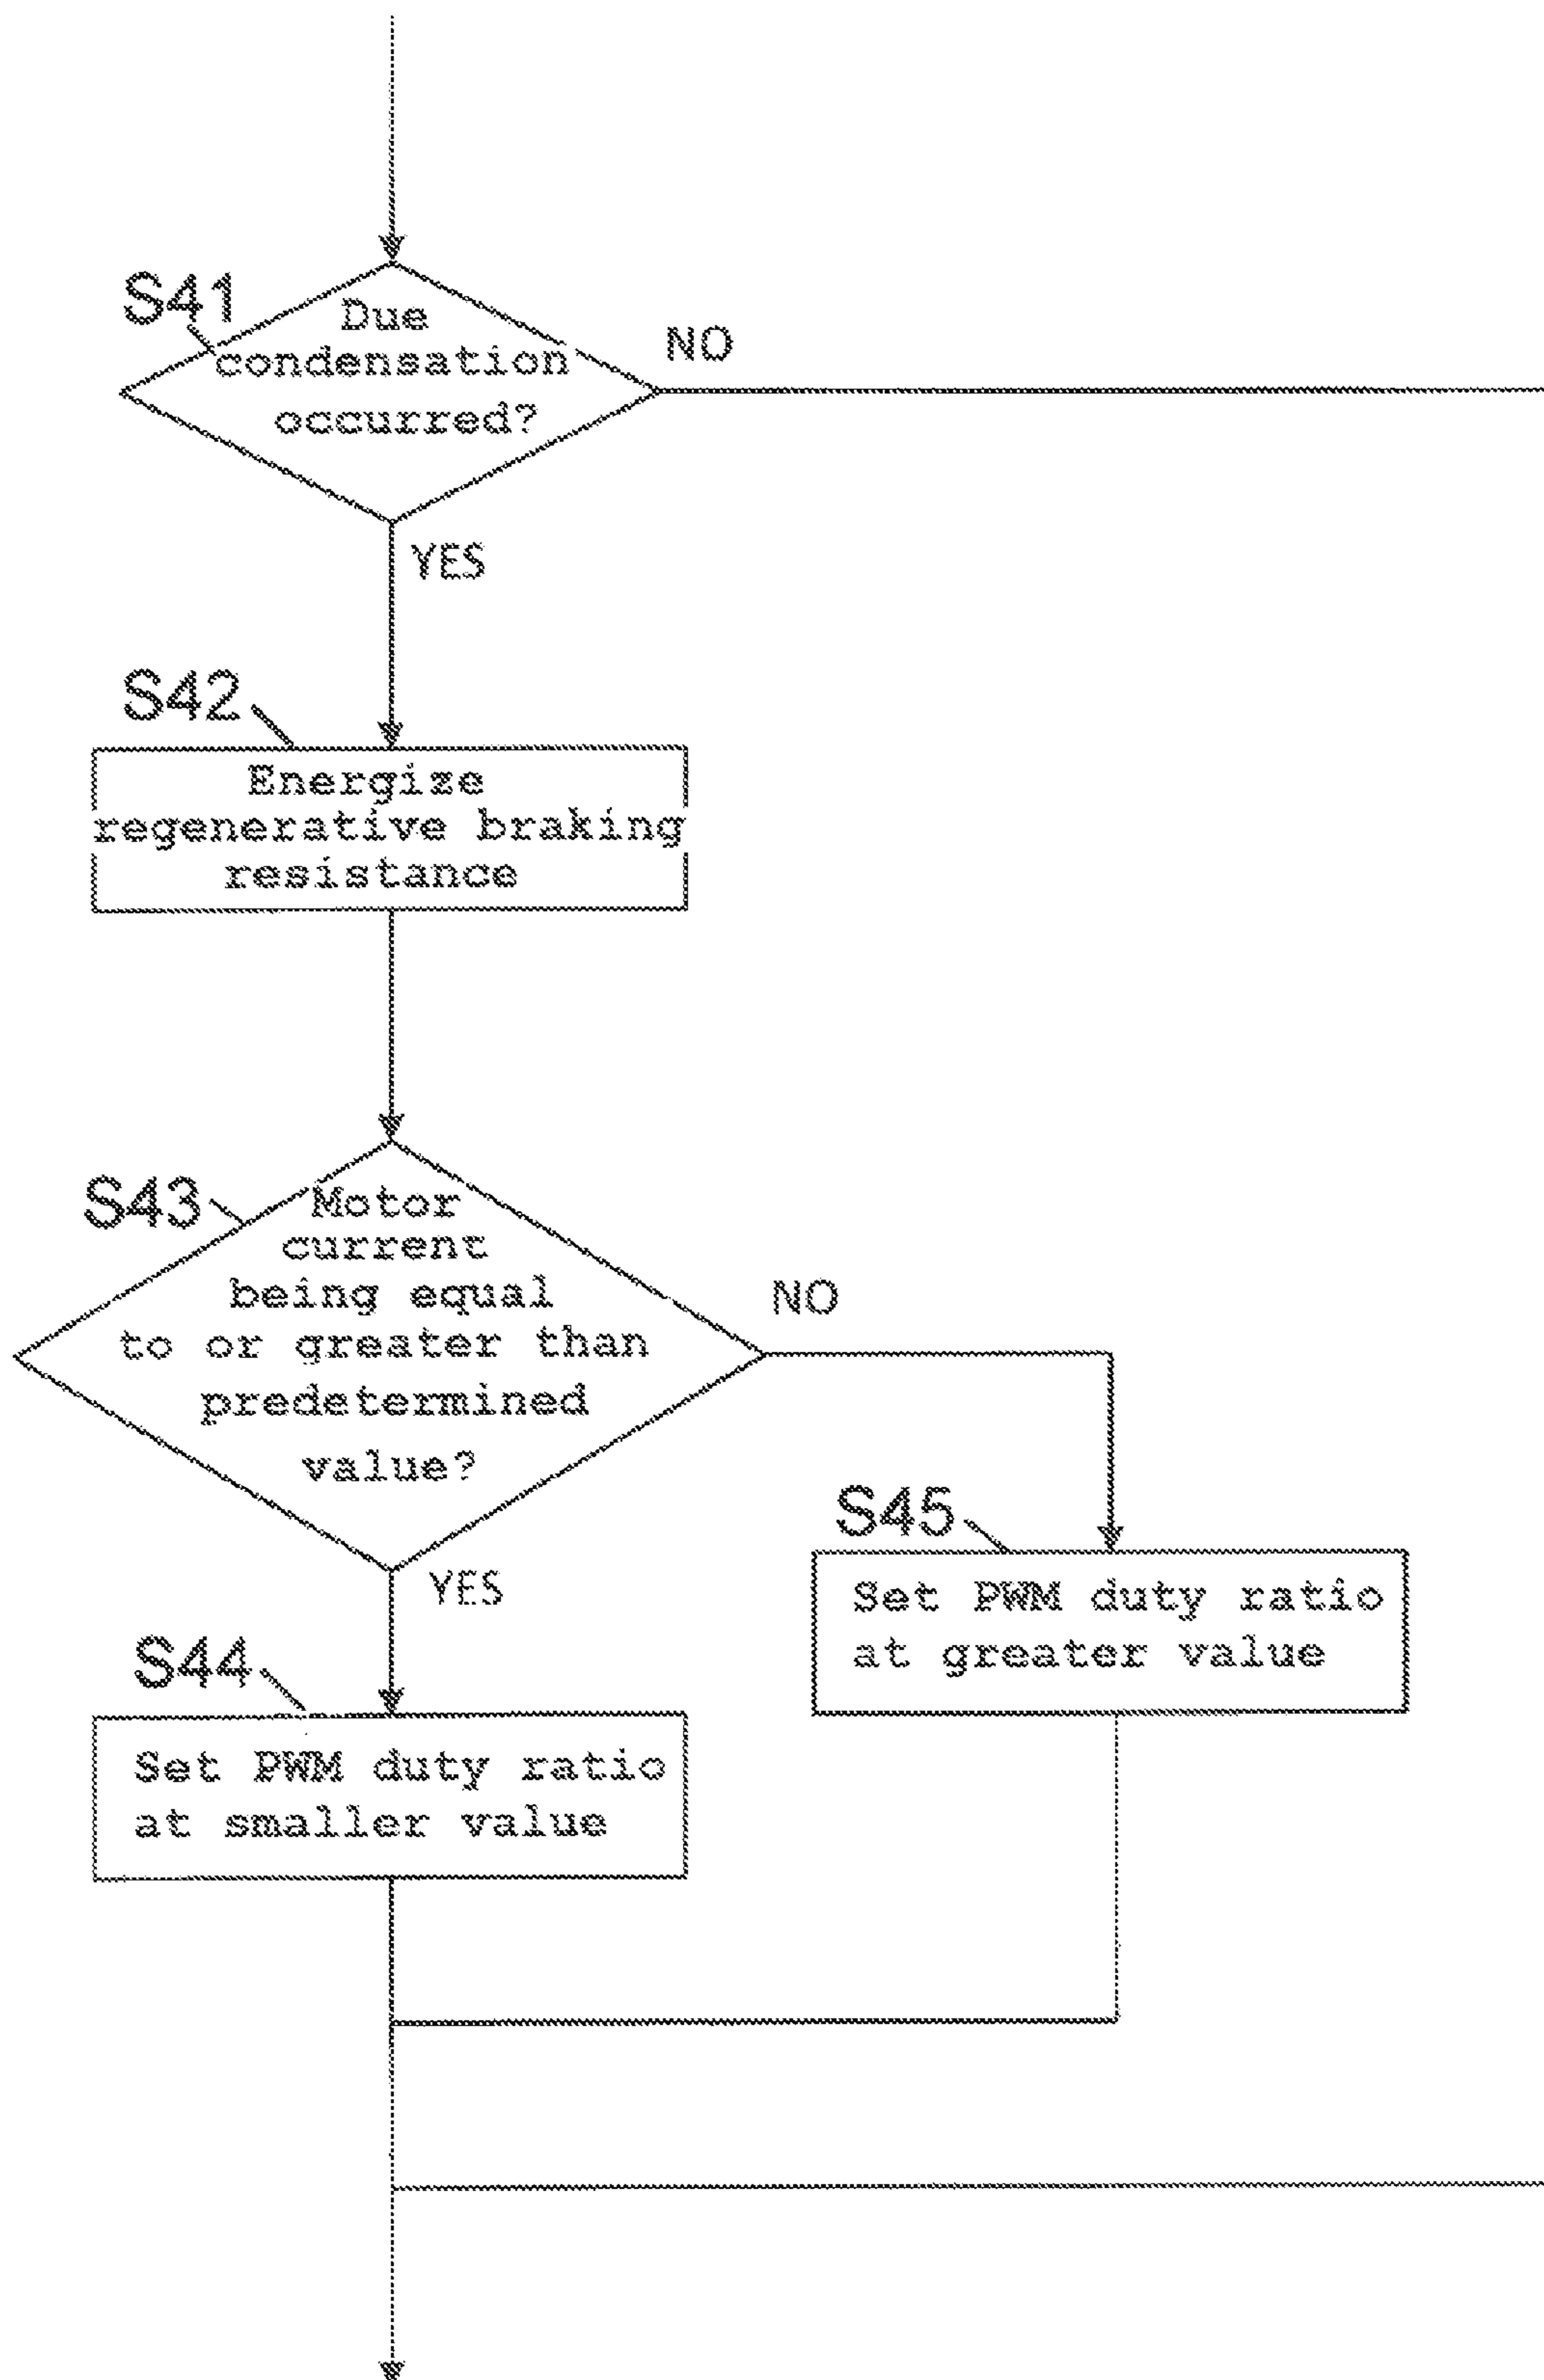 S41
Due
condensation
occurred?
NO
YES
S42
Energize
regenerative braking
resistance
S43
Motor
current
being equal
to or greater than
predetermined
value?
NO
YES
S45
Set PWM duty ratio
at greater value
S44
Set PWM duty ratio
at smaller value